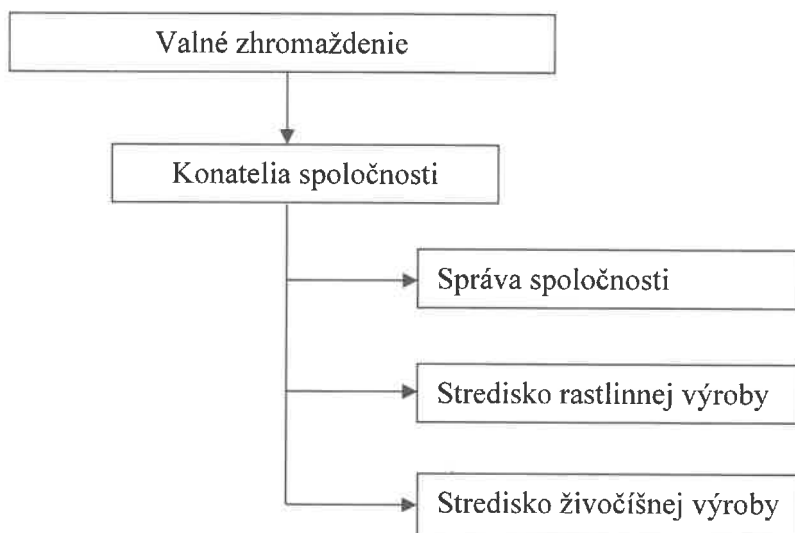 Valné zhromaždenie
Konatelia spoločnosti
Správa spoločnosti
Stredisko rastlinnej výroby
Stredisko živočíšnej výroby